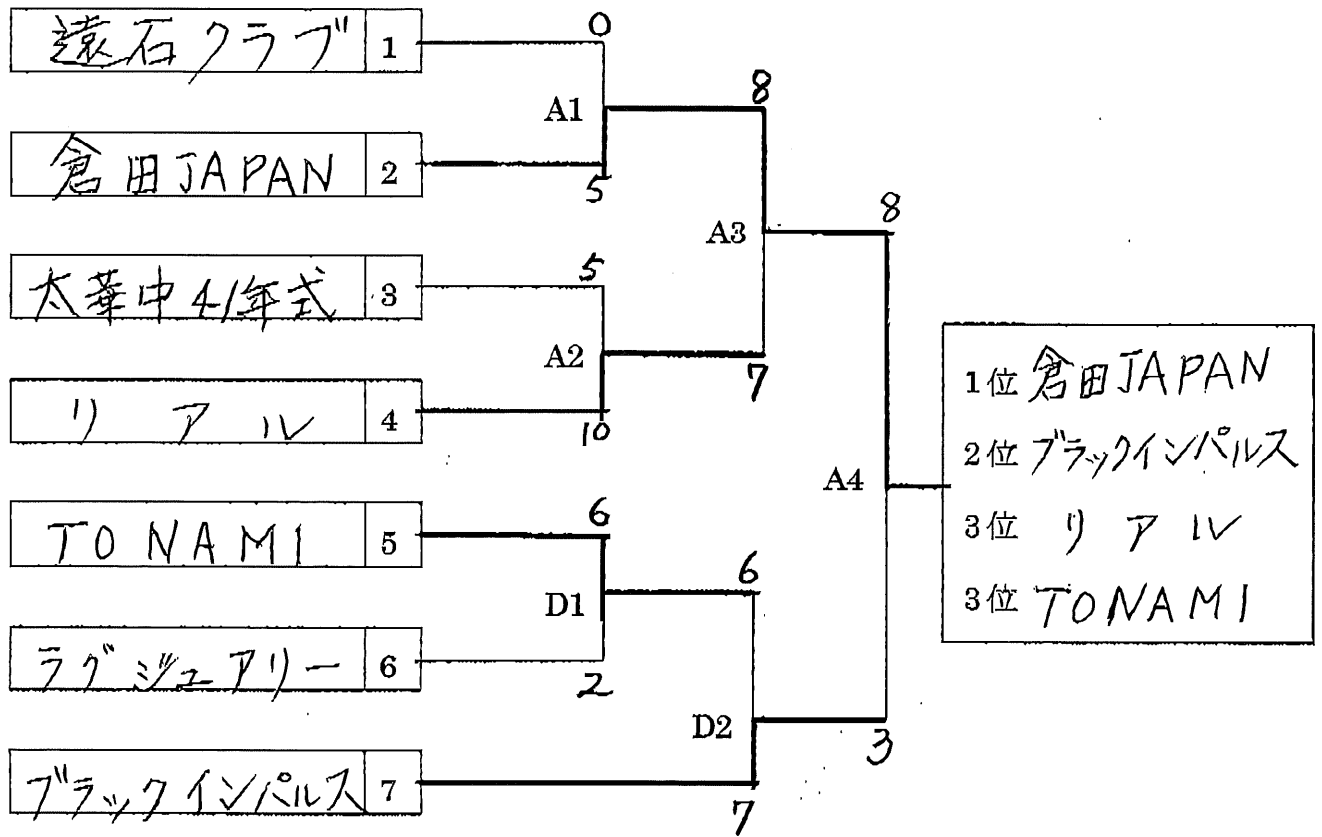 遠石クラブ 1
0
A1
8
倉田JAPAN 2
5
A3
8
太華中41年式 3
5
A2
7
リアル 4
10
A4
TONAMI 5
6
D1
6
ラグジュアリー 6
2
D2
3
ブラックインパルス 7
7
1位 倉田JAPAN
2位 ブラックインパルス
3位 リアル
3位 TONAMI